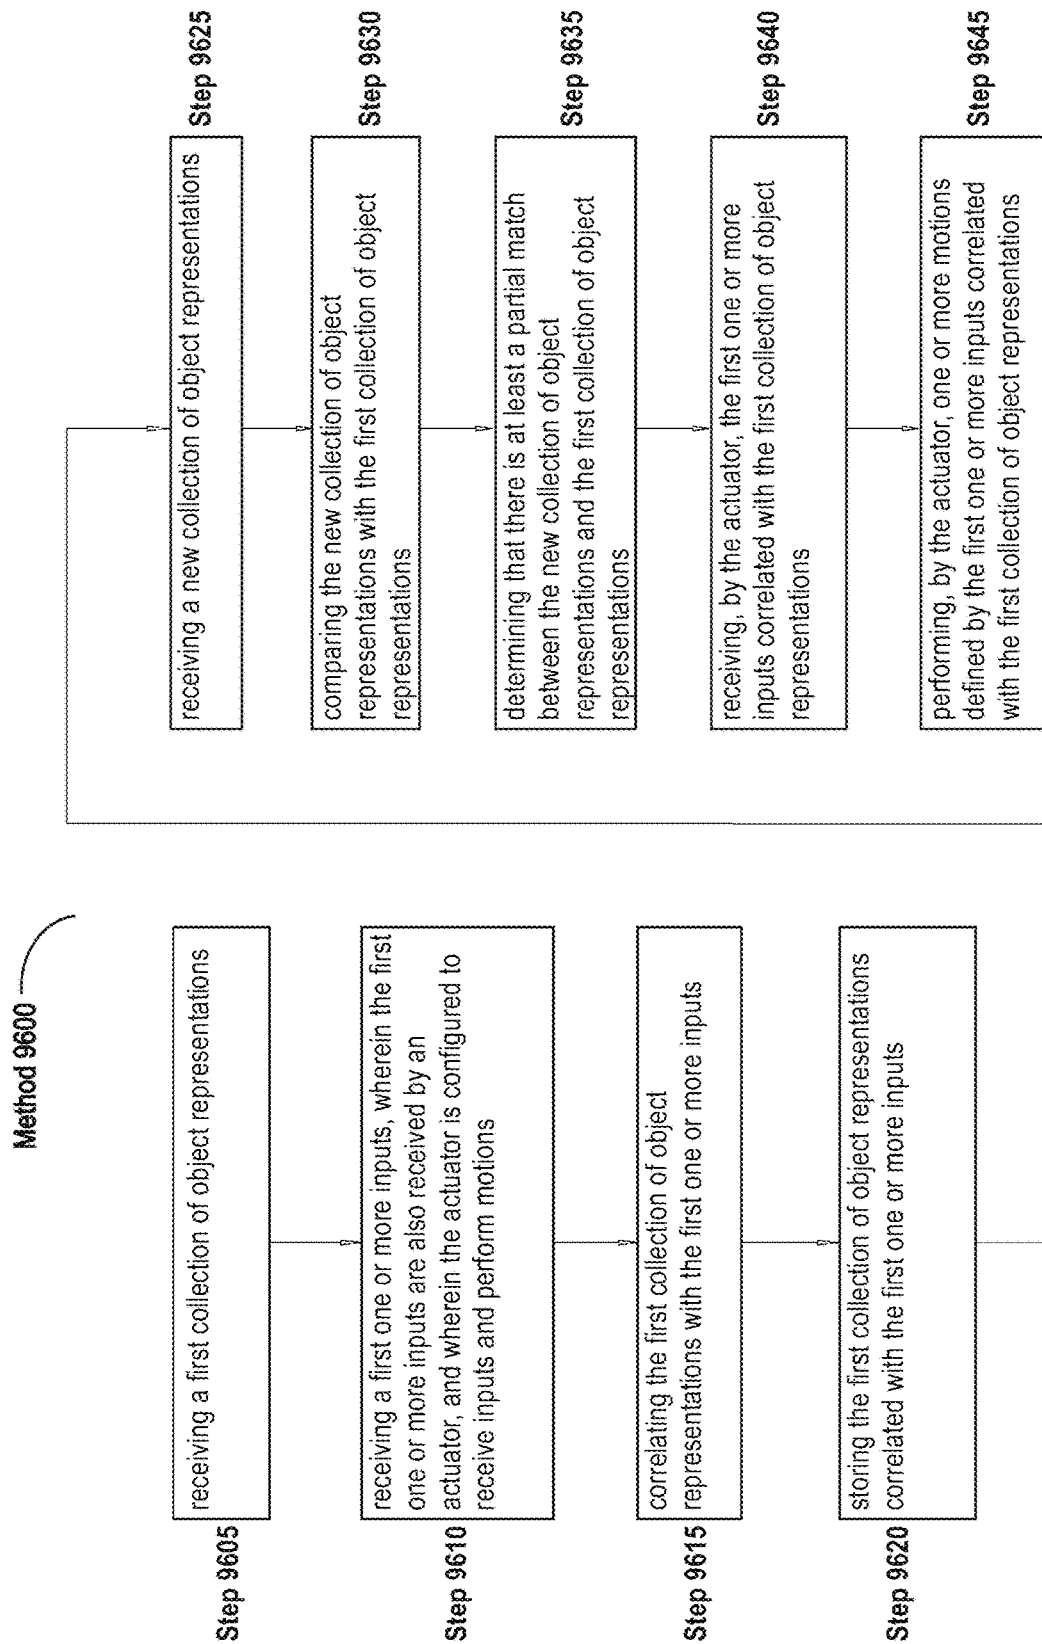 Method 9600
Step 9605
receiving a first collection of object representations
Step 9610
receiving a first one or more inputs, wherein the first
one or more inputs are also received by an
actuator, and wherein the actuator is configured to
receive inputs and perform motions
Step 9615
correlating the first collection of object
representations with the first one or more inputs
Step 9620
storing the first collection of object representations
correlated with the first one or more inputs
receiving a new collection of object representations
Step 9625
comparing the new collection of object
representations with the first collection of object
representations
Step 9630
determining that there is at least a partial match
between the new collection of object
representations and the first collection of object
representations
Step 9635
receiving, by the actuator, the first one or more
inputs correlated with the first collection of object
representations
Step 9640
performing, by the actuator, one or more motions
defined by the first one or more inputs correlated
with the first collection of object representations
Step 9645